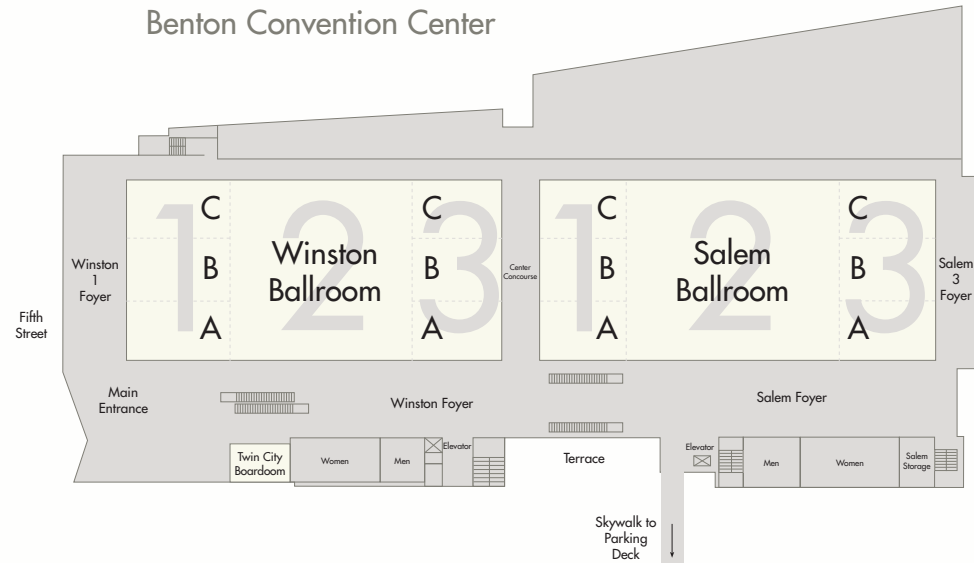 Benton Convention Center
1
C
B
A
2
Winston
Ballroom
3
C
B
A
Winston
1
Foyer
Center
Concourse
1
C
B
A
2
Salem
Ballroom
3
C
B
A
Salem
3
Foyer
Fifth
Street
Main
Entrance
Winston Foyer
Salem Foyer
Twin City
Boardoom
Women
Men
Elevator
Terrace
Elevator
Men
Women
Salem
Storage
Skywalk to
Parking
Deck